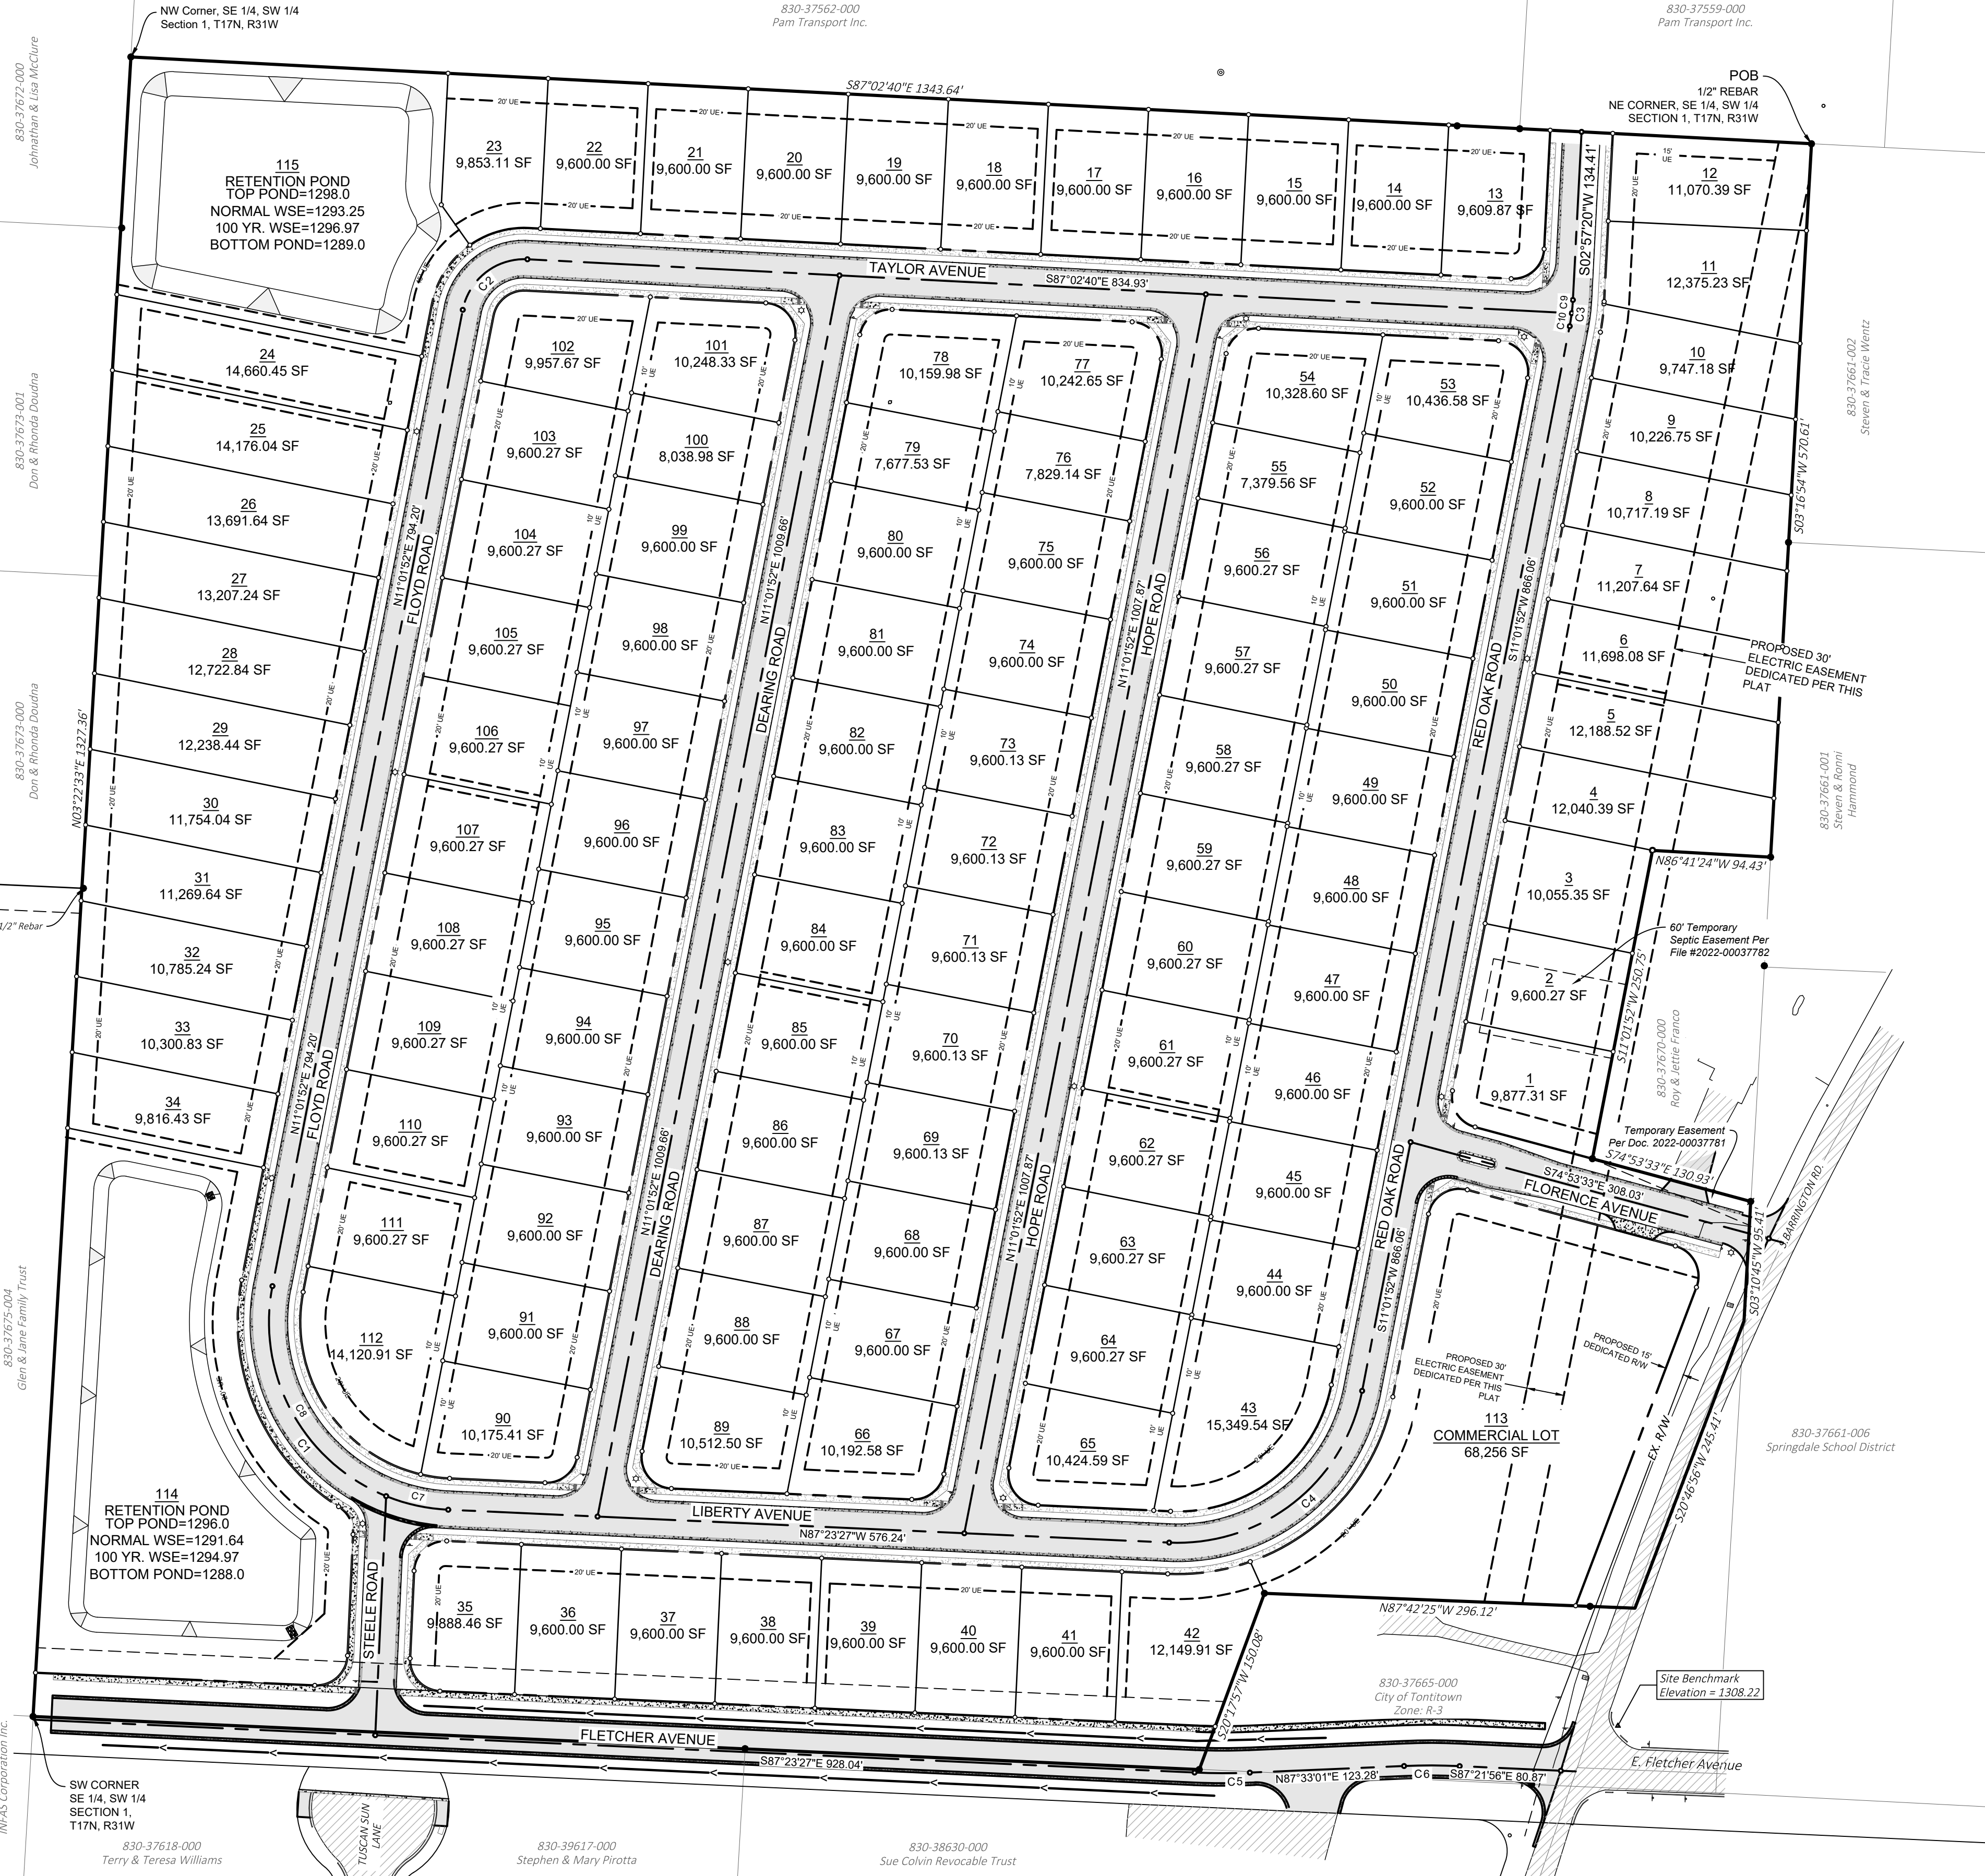 NW Corner, SE 1/4, SW 1/4
Section 1, T17N, R31W
830-37562-000
Pam Transport Inc.
830-37559-000
Pam Transport Inc.
POB
1/2" REBAR
NE CORNER, SE 1/4, SW 1/4
SECTION 1, T17N, R31W
830-37672-000
Johnathan & Lisa McClure
S87°02'40"E 1343.64'
115
RETENTION POND
TOP POND=1298.0
NORMAL WSE=1293.25
100 YR. WSE=1296.97
BOTTOM POND=1289.0
23
9,853.11 SF
22
9,600.00 SF
21
9,600.00 SF
20
9,600.00 SF
19
9,600.00 SF
18
9,600.00 SF
17
9,600.00 SF
16
9,600.00 SF
15
9,600.00 SF
14
9,600.00 SF
13
9,609.87 SF
20' UE
S02°57'20"W 134.41'
15'
UE
12
11,070.39 SF
11
12,375.23 SF
10
9,747.18 SF
9
10,226.75 SF
8
10,717.19 SF
7
11,207.64 SF
6
11,698.08 SF
5
12,188.52 SF
4
12,040.39 SF
3
10,055.35 SF
2
9,600.27 SF
1
9,877.31 SF
TAYLOR AVENUE
S87°02'40"E 834.93'
C2
C9
C10
C3
830-37661-002
Steven & Tracie Wentz
S03°16'54"W 570.61'
PROPOSED 30'
ELECTRIC EASEMENT
DEDICATED PER THIS
PLAT
830-37661-001
Steven & Ronni
Hammond
N86°41'24"W 94.43'
60' Temporary
Septic Easement Per
File #2022-00037782
S11°01'52"W 250.75'
830-37670-000
Roy & Jettie Franco
Temporary Easement
Per Doc. 2022-00037781
S74°53'33"E 130.93'
S74°53'33"E 308.03'
FLORENCE AVENUE
S. BARRINGTON RD.
S03°10'45"W 95.41'
830-37673-001
Don & Rhonda Doudna
830-37673-000
Don & Rhonda Doudna
N03°22'33"E 1327.36'
1/2" Rebar
24
14,660.45 SF
25
14,176.04 SF
26
13,691.64 SF
27
13,207.24 SF
28
12,722.84 SF
29
12,238.44 SF
30
11,754.04 SF
31
11,269.64 SF
32
10,785.24 SF
33
10,300.83 SF
34
9,816.43 SF
N11°01'52"E 794.20'
FLOYD ROAD
N11°01'52"E 794.20'
FLOYD ROAD
102
9,957.67 SF
103
9,600.27 SF
104
9,600.27 SF
105
9,600.27 SF
106
9,600.27 SF
107
9,600.27 SF
108
9,600.27 SF
109
9,600.27 SF
110
9,600.27 SF
111
9,600.27 SF
112
14,120.91 SF
101
10,248.33 SF
100
8,038.98 SF
99
9,600.00 SF
98
9,600.00 SF
97
9,600.00 SF
96
9,600.00 SF
95
9,600.00 SF
94
9,600.00 SF
93
9,600.00 SF
92
9,600.00 SF
91
9,600.00 SF
90
10,175.41 SF
N11°01'52"E 1009.66'
DEARING ROAD
N11°01'52"E 1009.66'
DEARING ROAD
78
10,159.98 SF
79
7,677.53 SF
80
9,600.00 SF
81
9,600.00 SF
82
9,600.00 SF
83
9,600.00 SF
84
9,600.00 SF
85
9,600.00 SF
86
9,600.00 SF
87
9,600.00 SF
88
9,600.00 SF
89
10,512.50 SF
77
10,242.65 SF
76
7,829.14 SF
75
9,600.00 SF
74
9,600.00 SF
73
9,600.13 SF
72
9,600.13 SF
71
9,600.13 SF
70
9,600.13 SF
69
9,600.13 SF
68
9,600.00 SF
67
9,600.00 SF
66
10,192.58 SF
N11°01'52"E 1007.87'
HOPE ROAD
N11°01'52"E 1007.87'
HOPE ROAD
54
10,328.60 SF
55
7,379.56 SF
56
9,600.27 SF
57
9,600.27 SF
58
9,600.27 SF
59
9,600.27 SF
60
9,600.27 SF
61
9,600.27 SF
62
9,600.27 SF
63
9,600.27 SF
64
9,600.27 SF
65
10,424.59 SF
53
10,436.58 SF
52
9,600.00 SF
51
9,600.00 SF
50
9,600.00 SF
49
9,600.00 SF
48
9,600.00 SF
47
9,600.00 SF
46
9,600.00 SF
45
9,600.00 SF
44
9,600.00 SF
43
15,349.54 SF
10'
UE
S11°01'52"W 866.06'
RED OAK ROAD
RED OAK ROAD
S11°01'52"W 866.06'
PROPOSED 15'
DEDICATED R/W
PROPOSED 30'
ELECTRIC EASEMENT
DEDICATED PER THIS
PLAT
113
COMMERCIAL LOT
68,256 SF
EX. R/W
S20°46'56"W 245.41'
830-37661-006
Springdale School District
830-37675-004
Glen & Jane Family Trust
114
RETENTION POND
TOP POND=1296.0
NORMAL WSE=1291.64
100 YR. WSE=1294.97
BOTTOM POND=1288.0
C8
C1
C7
C4
LIBERTY AVENUE
N87°23'27"W 576.24'
STEELE ROAD
35
9,888.46 SF
36
9,600.00 SF
37
9,600.00 SF
38
9,600.00 SF
39
9,600.00 SF
40
9,600.00 SF
41
9,600.00 SF
42
12,149.91 SF
N87°42'25"W 296.12'
S20°17'57"W 150.08'
830-37665-000
City of Tontitown
Zone: R-3
Site Benchmark
Elevation = 1308.22
FLETCHER AVENUE
S87°23'27"E 928.04'
C5
N87°33'01"E 123.28'
C6
S87°21'56"E 80.87'
E. Fletcher Avenue
SW CORNER
SE 1/4, SW 1/4
SECTION 1,
T17N, R31W
TUSCAN SUN
LANE
830-37618-000
Terry & Teresa Williams
830-39617-000
Stephen & Mary Pirotta
830-38630-000
Sue Colvin Revocable Trust
Corporation Inc.